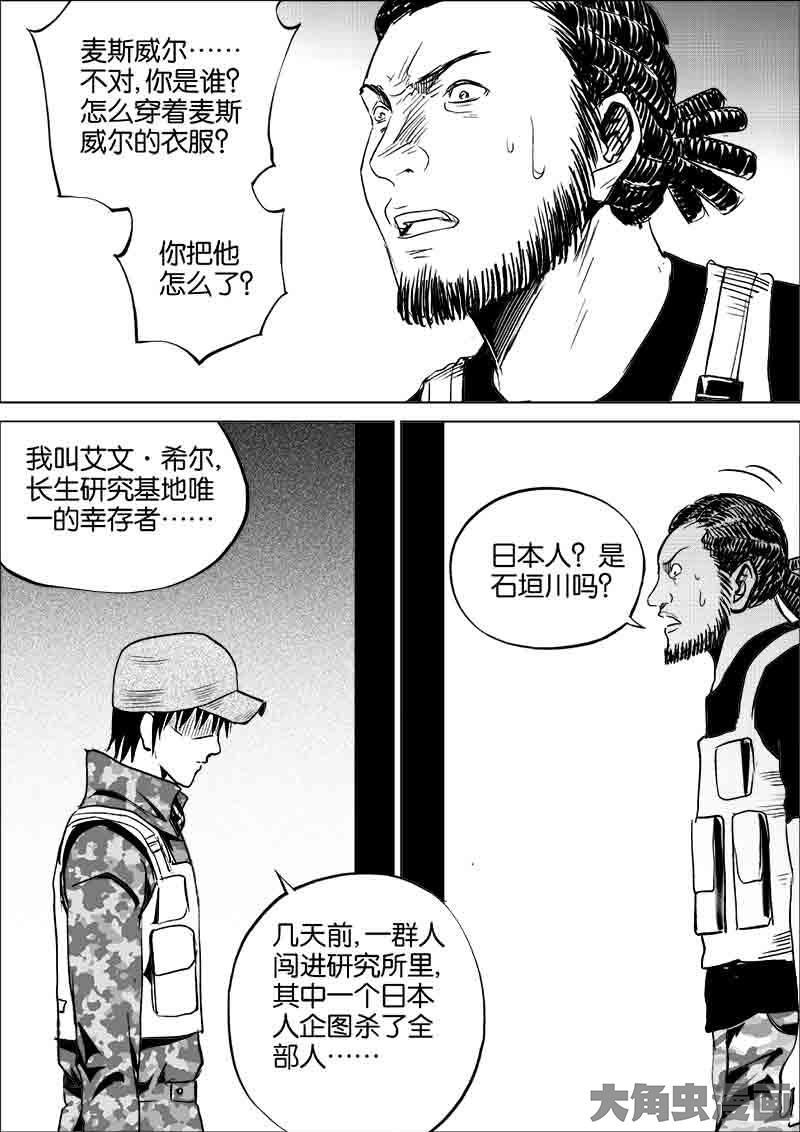 麦斯威尔……
不对,你是谁?
怎么穿着麦斯
威尔的衣服?
你把他
怎么了?
我叫艾文·希尔,
长生研究基地唯
一的幸存者……
几天前,一群人
闯进研究所里,
其中一个日本
人企图杀了全
部人……
日本人?是
石垣川吗?
大角虫漫画